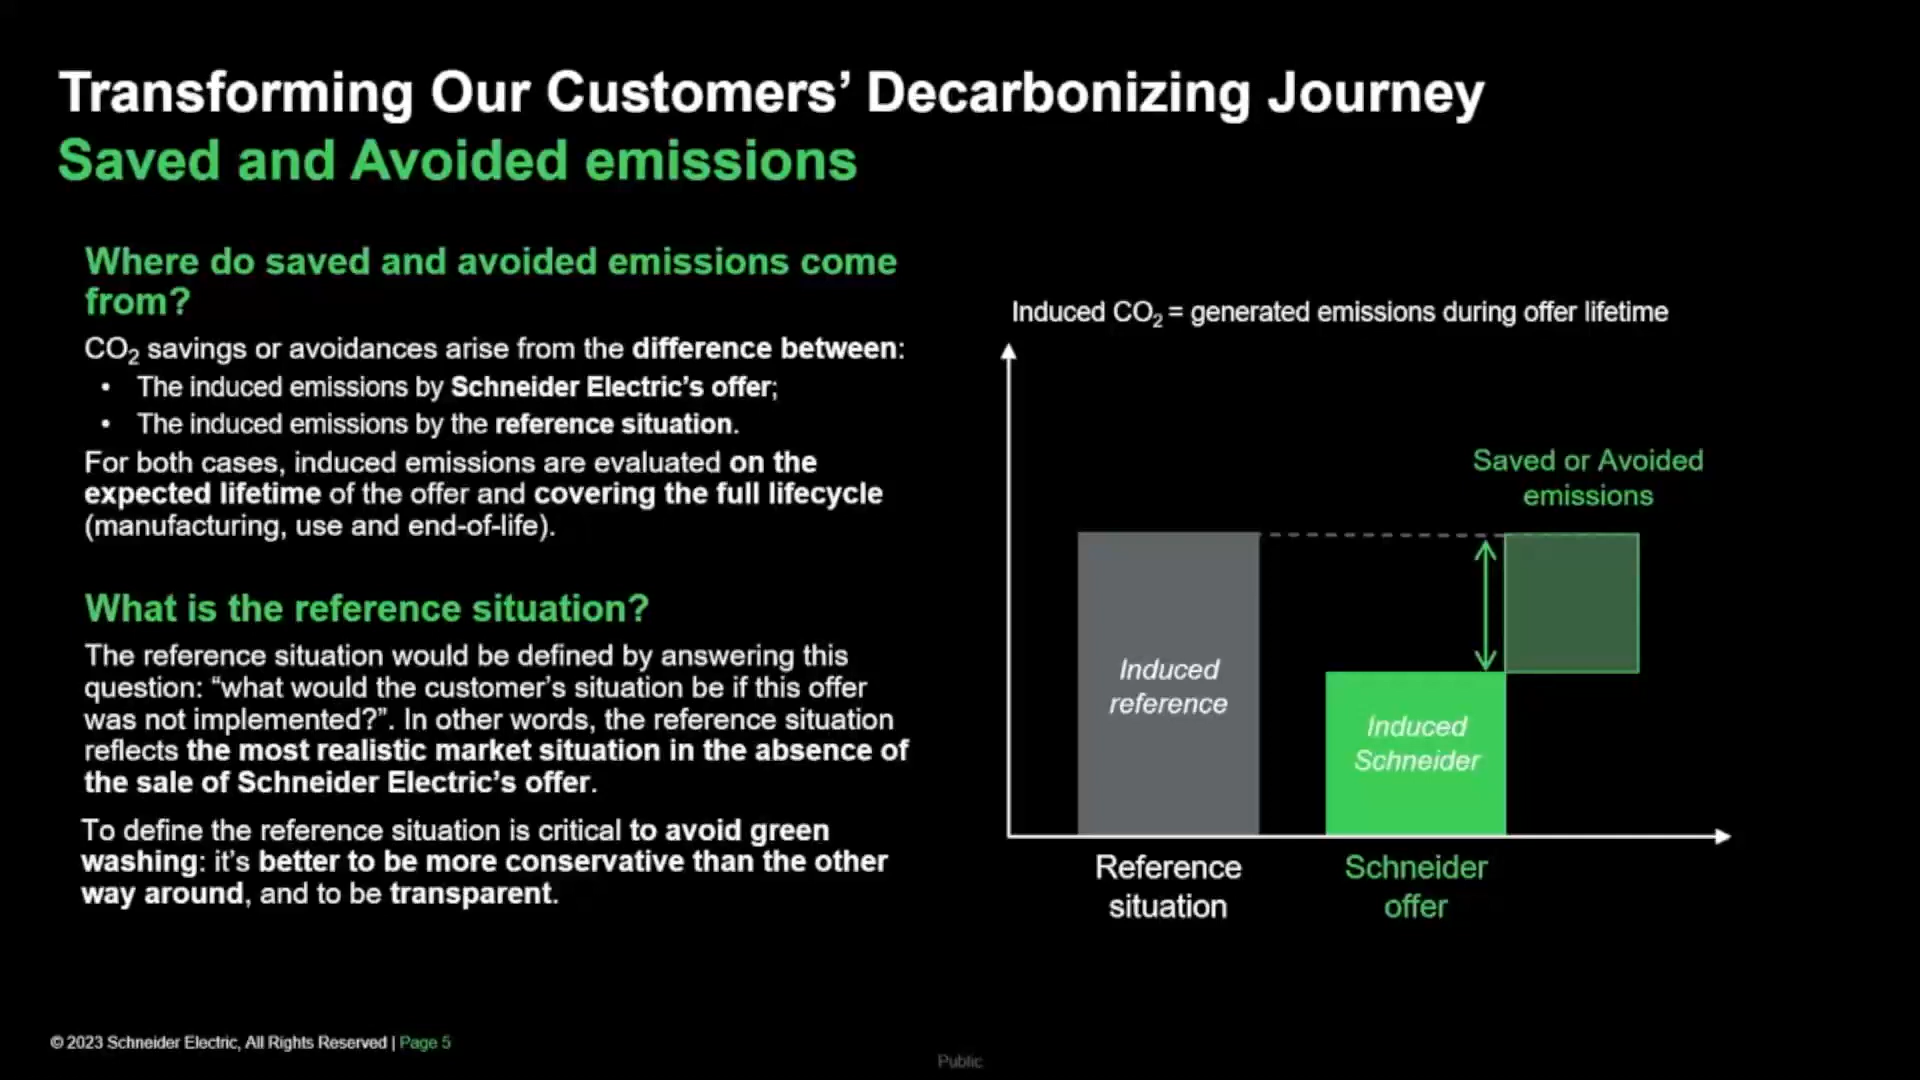 Transforming Our Customers’ Decarbonizing Journey
Saved and Avoided emissions
Where do saved and avoided emissions come
from?
CO2 savings or avoidances arise from the difference between:
• The induced emissions by Schneider Electric’s offer;
• The induced emissions by the reference situation.
For both cases, induced emissions are evaluated on the
expected lifetime of the offer and covering the full lifecycle
(manufacturing, use and end-of-life).
What is the reference situation?
The reference situation would be defined by answering this
question: “what would the customer’s situation be if this offer
was not implemented?”. In other words, the reference situation
reflects the most realistic market situation in the absence of
the sale of Schneider Electric’s offer.
To define the reference situation is critical to avoid green
washing: it’s better to be more conservative than the other
way around, and to be transparent.
Induced CO2 = generated emissions during offer lifetime
Saved or Avoided
emissions
Induced
reference
Induced
Schneider
Reference
situation
Schneider
offer
© 2023 Schneider Electric, All Rights Reserved | Page 5
Public